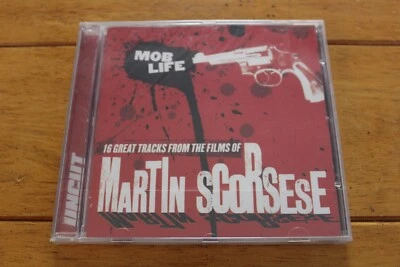 MOB
LIFE
16 GREAT TRACKS FROM THE FILMS OF
MARTIN SCORSESE
UNCUT